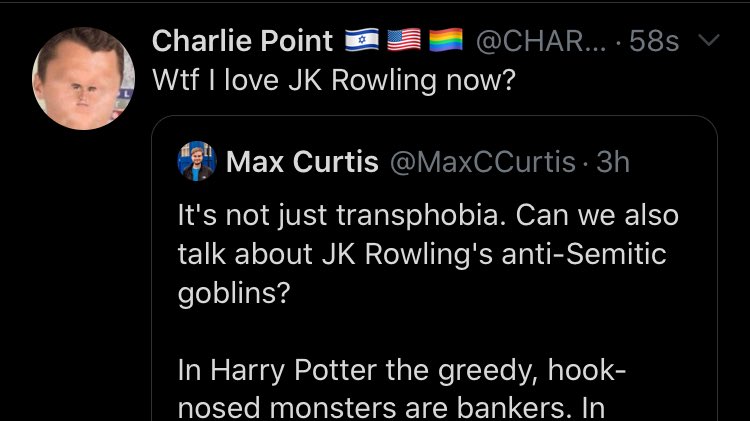 Charlie Point 🇮🇱 🇺🇸 🏳️‍🌈 @CHAR... · 58s
Wtf I love JK Rowling now?
Max Curtis @MaxCCurtis · 3h
It's not just transphobia. Can we also
talk about JK Rowling's anti-Semitic
goblins?
In Harry Potter the greedy, hook-
nosed monsters are bankers. In